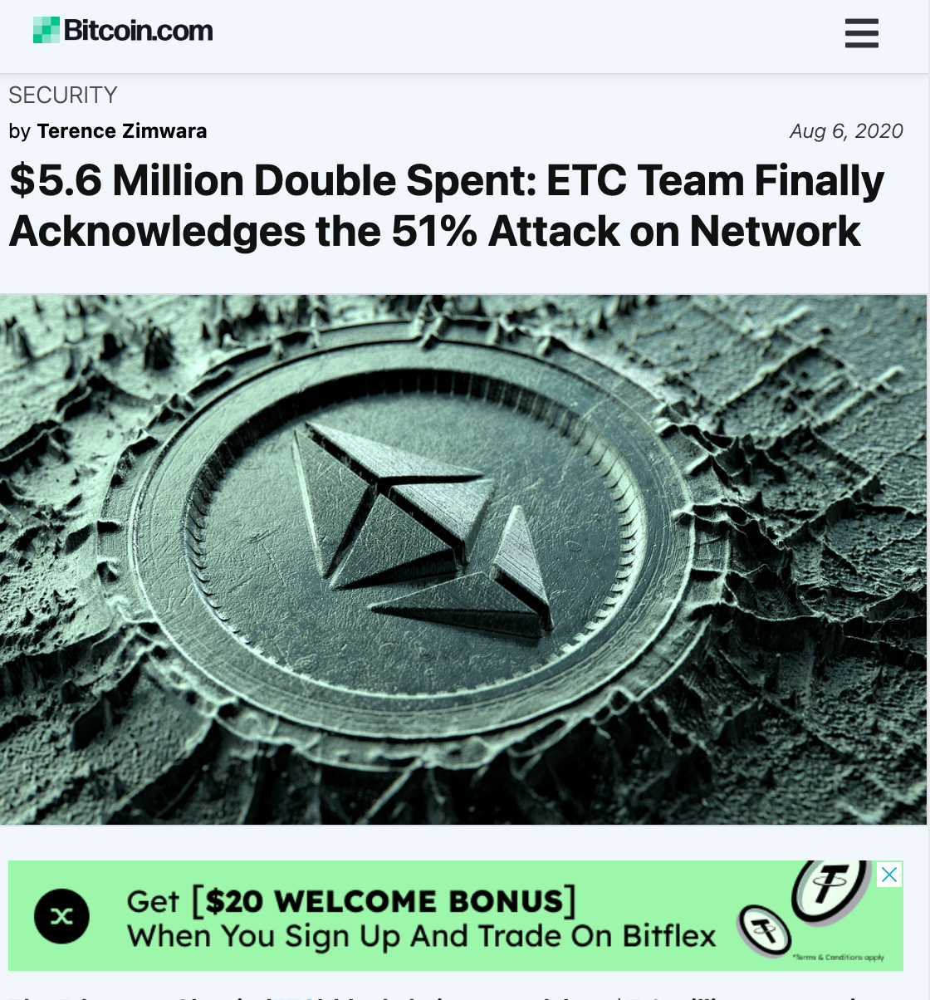 Bitcoin.com
SECURITY
by Terence Zimwara
Aug 6, 2020
$5.6 Million Double Spent: ETC Team Finally
Acknowledges the 51% Attack on Network
Get [$20 WELCOME BONUS]
When You Sign Up And Trade On Bitflex
*Terms & Conditions apply